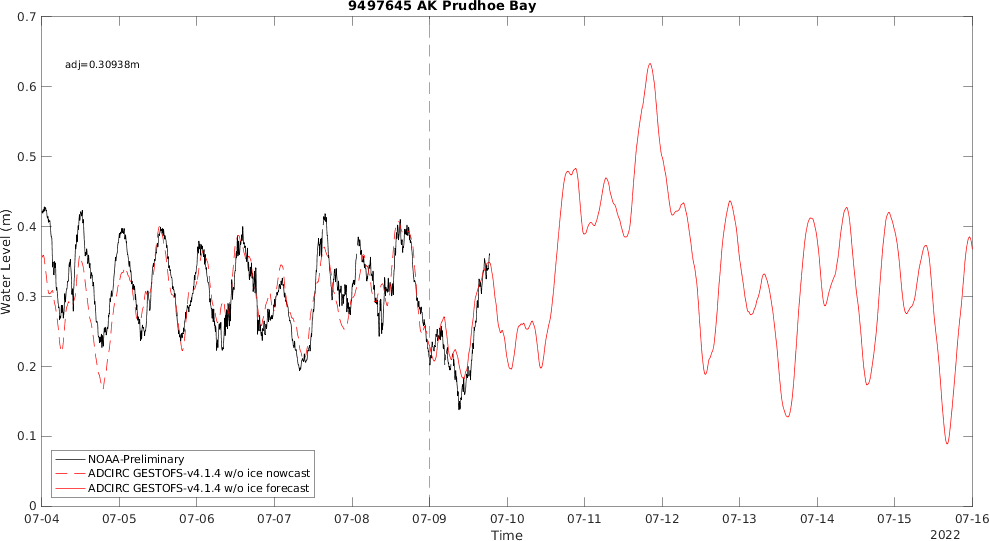 9497645 AK Prudhoe Bay
0.7
0.6
0.5
0.4
0.3
0.2
0.1
0
Water Level (m)
adj=0.30938m
NOAA-Preliminary
ADCIRC GESTOFS-v4.1.4 w/o ice nowcast
ADCIRC GESTOFS-v4.1.4 w/o ice forecast
07-04 07-05 07-06 07-07 07-08 07-09 07-10 07-11 07-12 07-13 07-14 07-15 07-16
Time
2022